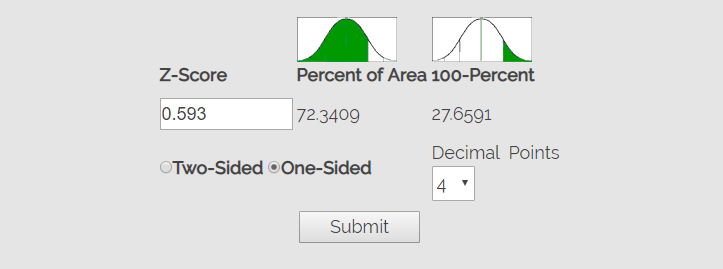 Z-Score Percent of Area 100-Percent
0.593 72.3409 27.6591
Decimal Points
Two-Sided One-Sided
4
Submit